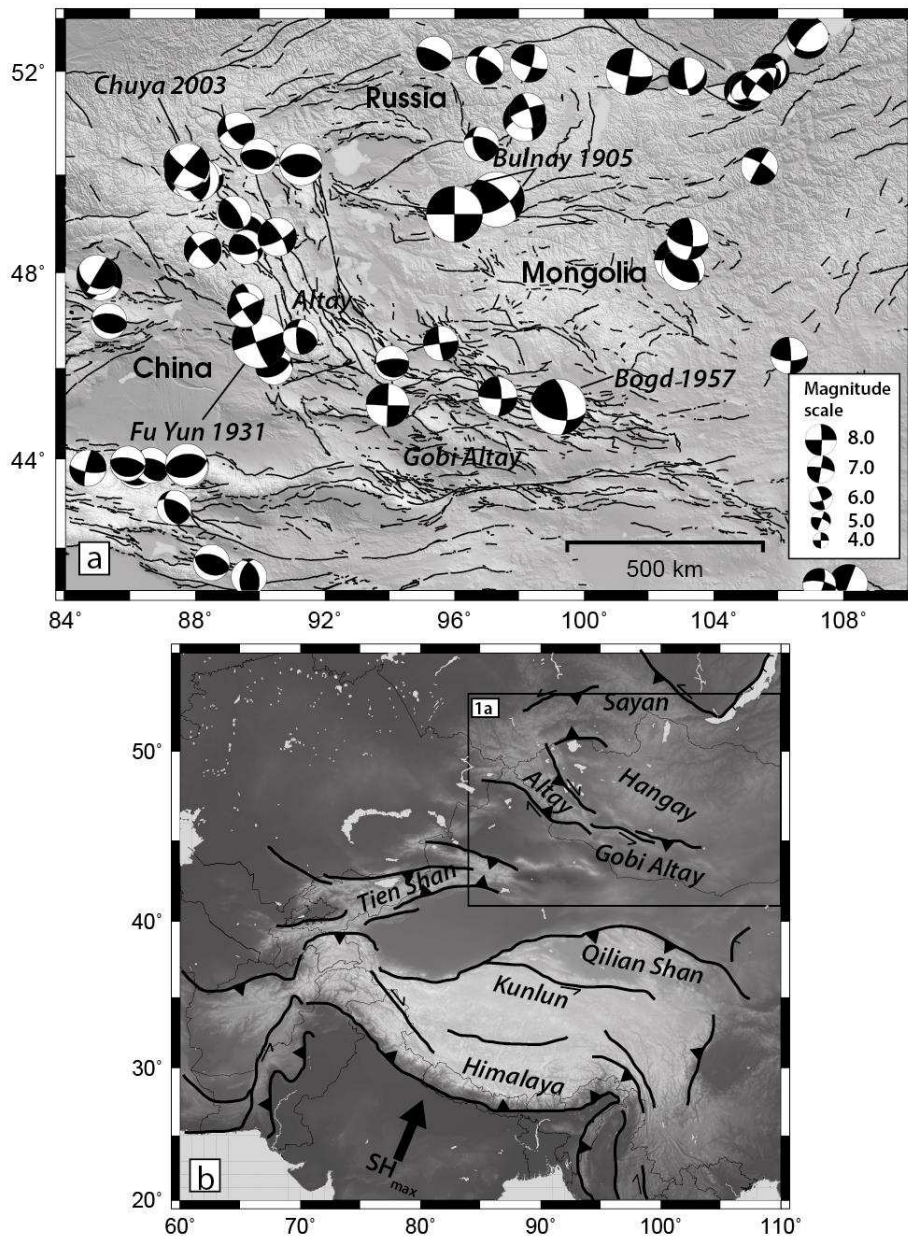 52°
50°
48°
46°
44°
Chuya 2003
Russia
Bulnay 1905
Mongolia
Altay
China
Bogd 1957
Fu Yun 1931
Gobi Altay
Magnitude
scale
8.0
7.0
6.0
5.0
4.0
500 km
a
84°
88°
92°
96°
100°
104°
108°
1a
Sayan
50°
Hangay
Altay
Gobi Altay
Tien Shan
40°
Qilian Shan
Kunlun
30°
Himalaya
SHmax
b
20°
60°
70°
80°
90°
100°
110°